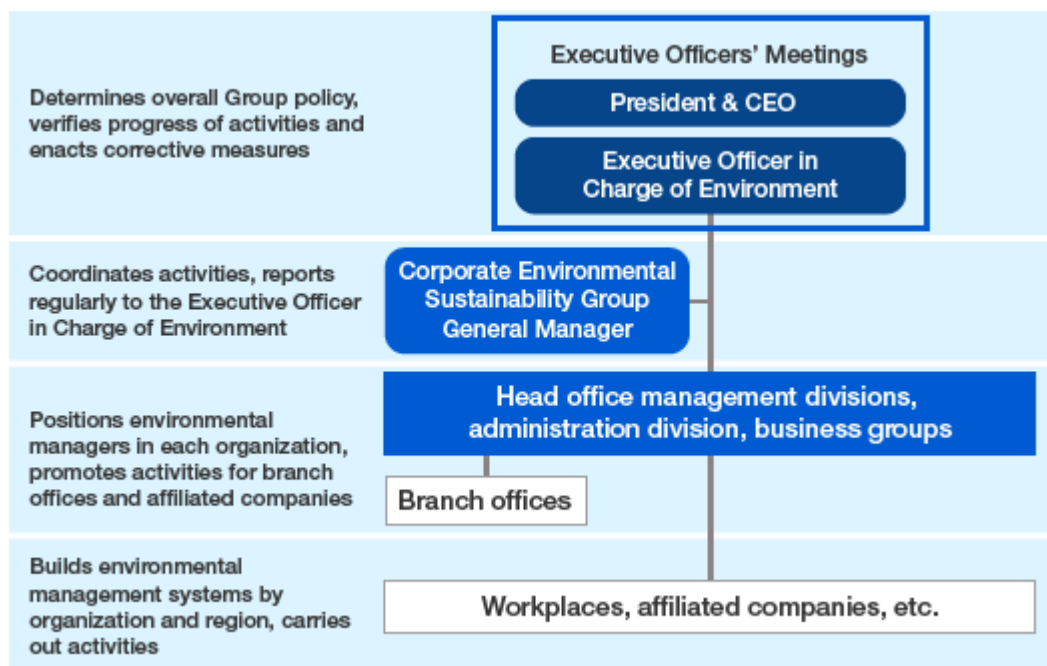 Determines overall Group policy,
verifies progress of activities and
enacts corrective measures
Executive Officers’ Meetings
President & CEO
Executive Officer in
Charge of Environment
Coordinates activities, reports
regularly to the Executive Officer
in Charge of Environment
Corporate Environmental
Sustainability Group
General Manager
Positions environmental
managers in each organization,
promotes activities for branch
offices and affiliated companies
Head office management divisions,
administration division, business groups
Branch offices
Builds environmental
management systems by
organization and region, carries
out activities
Workplaces, affiliated companies, etc.